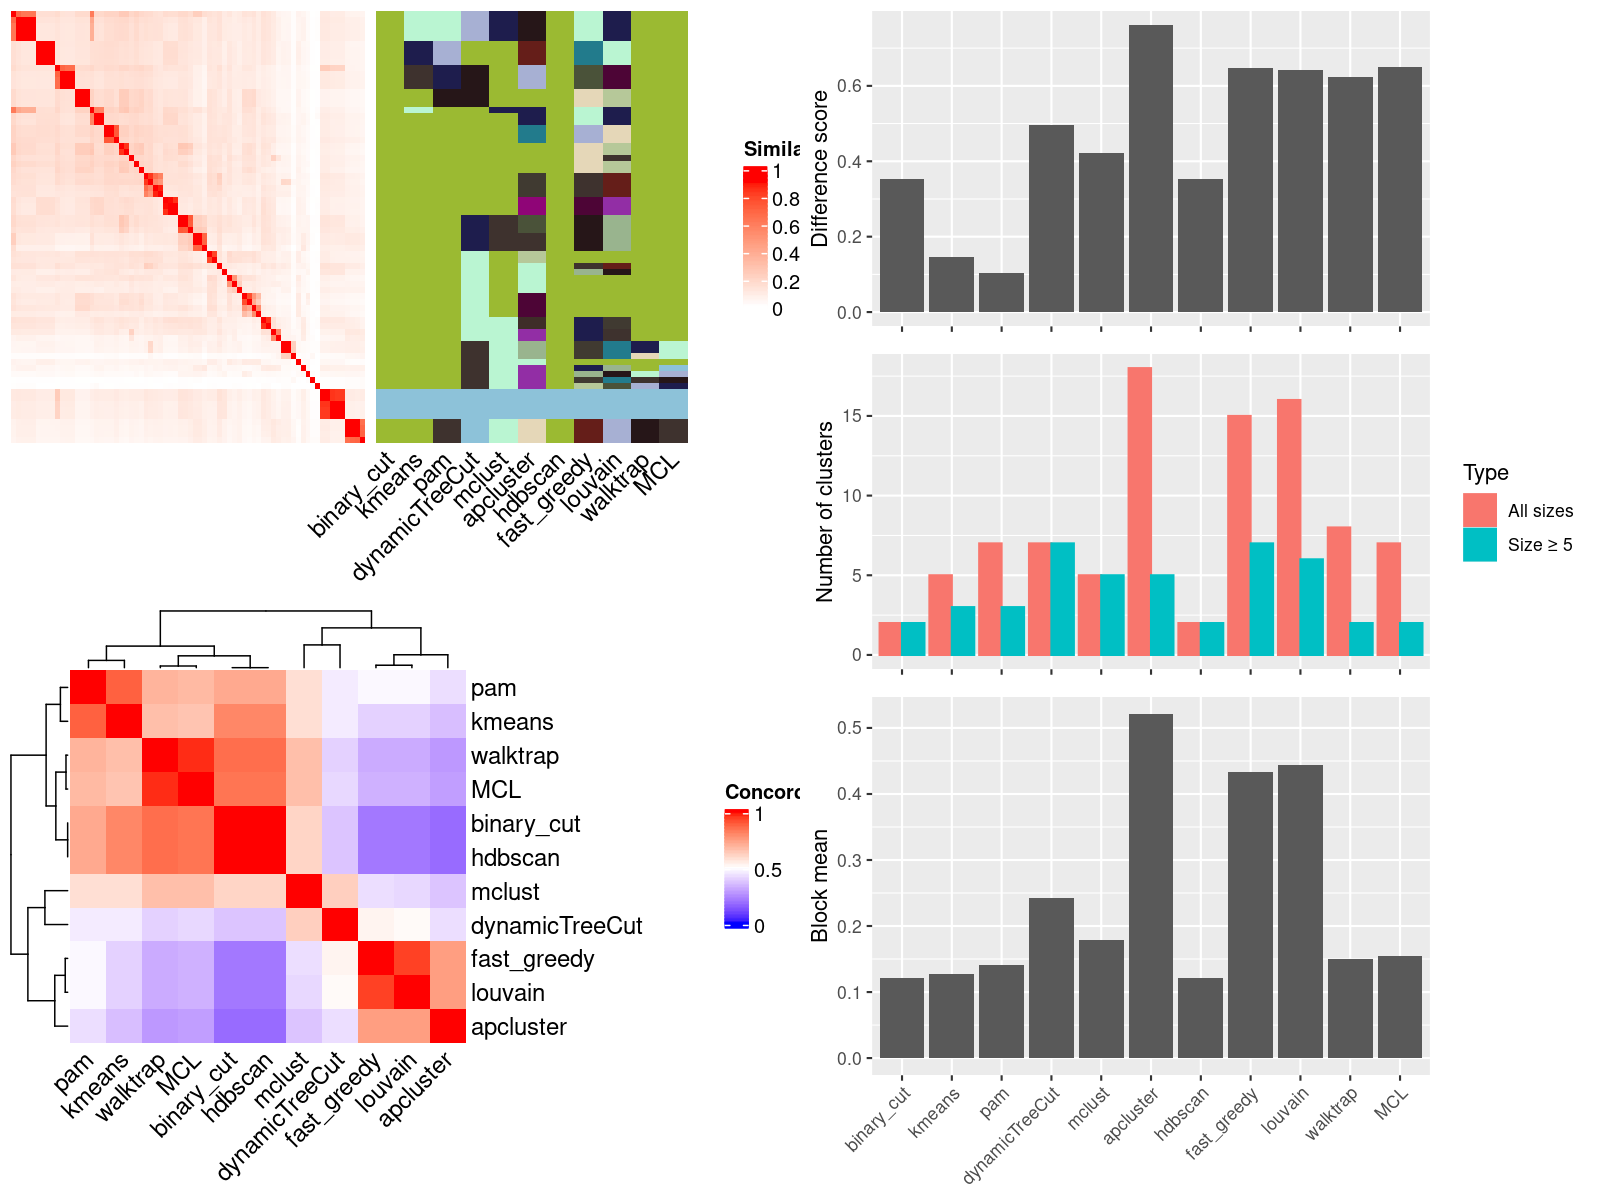 Simila
1
0.8
0.6
0.4
0.2
0
binary_cut
kmeans
pam
dynamicTreeCut
mclust
apcluster
hdbscan
fast_greedy
louvain
walktrap
MCL
pam
kmeans
walktrap
MCL
binary_cut
hdbscan
mclust
dynamicTreeCut
fast_greedy
louvain
apcluster
pam
kmeans
walktrap
MCL
binary_cut
hdbscan
mclust
dynamicTreeCut
fast_greedy
louvain
apcluster
Concord
1
0.5
0
Difference score
0.6
0.4
0.2
0.0
Number of clusters
15
10
5
0
Type
All sizes
Size ≥ 5
Block mean
0.5
0.4
0.3
0.2
0.1
0.0
binary_cut
kmeans
pam
dynamicTreeCut
mclust
apcluster
hdbscan
fast_greedy
louvain
walktrap
MCL